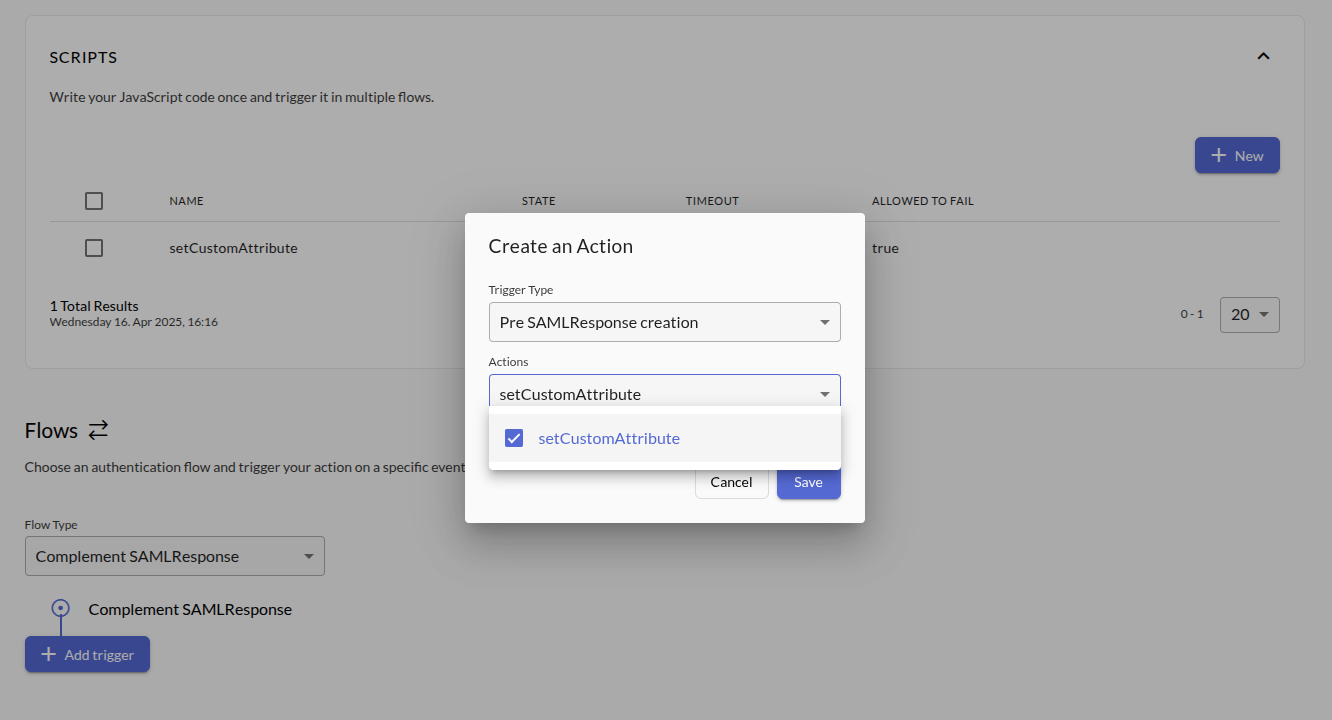 SCRIPTS
Write your JavaScript code once and trigger it in multiple flows.
New
NAME STATE TIMEOUT ALLOWED TO FAIL
setCustomAttribute true
1 Total Results
Wednesday 16. Apr 2025, 16:16
0 - 1 20
Create an Action
Trigger Type
Pre SAMLResponse creation
Actions
setCustomAttribute
setCustomAttribute
Cancel Save
Flows
Choose an authentication flow and trigger your action on a specific event
Flow Type
Complement SAMLResponse
Complement SAMLResponse
Add trigger